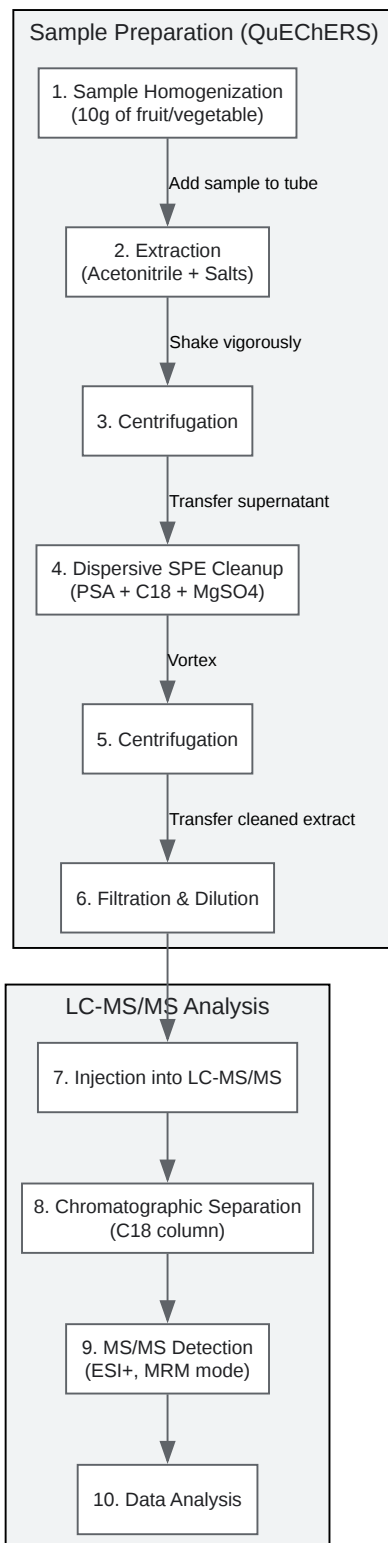 Sample Preparation (QuEChERS)
1. Sample Homogenization
(10g of fruit/vegetable)
Add sample to tube
2. Extraction
(Acetonitrile + Salts)
Shake vigorously
3. Centrifugation
Transfer supernatant
4. Dispersive SPE Cleanup
(PSA + C18 + MgSO4)
Vortex
5. Centrifugation
Transfer cleaned extract
6. Filtration & Dilution
LC-MS/MS Analysis
7. Injection into LC-MS/MS
8. Chromatographic Separation
(C18 column)
9. MS/MS Detection
(ESI+, MRM mode)
10. Data Analysis